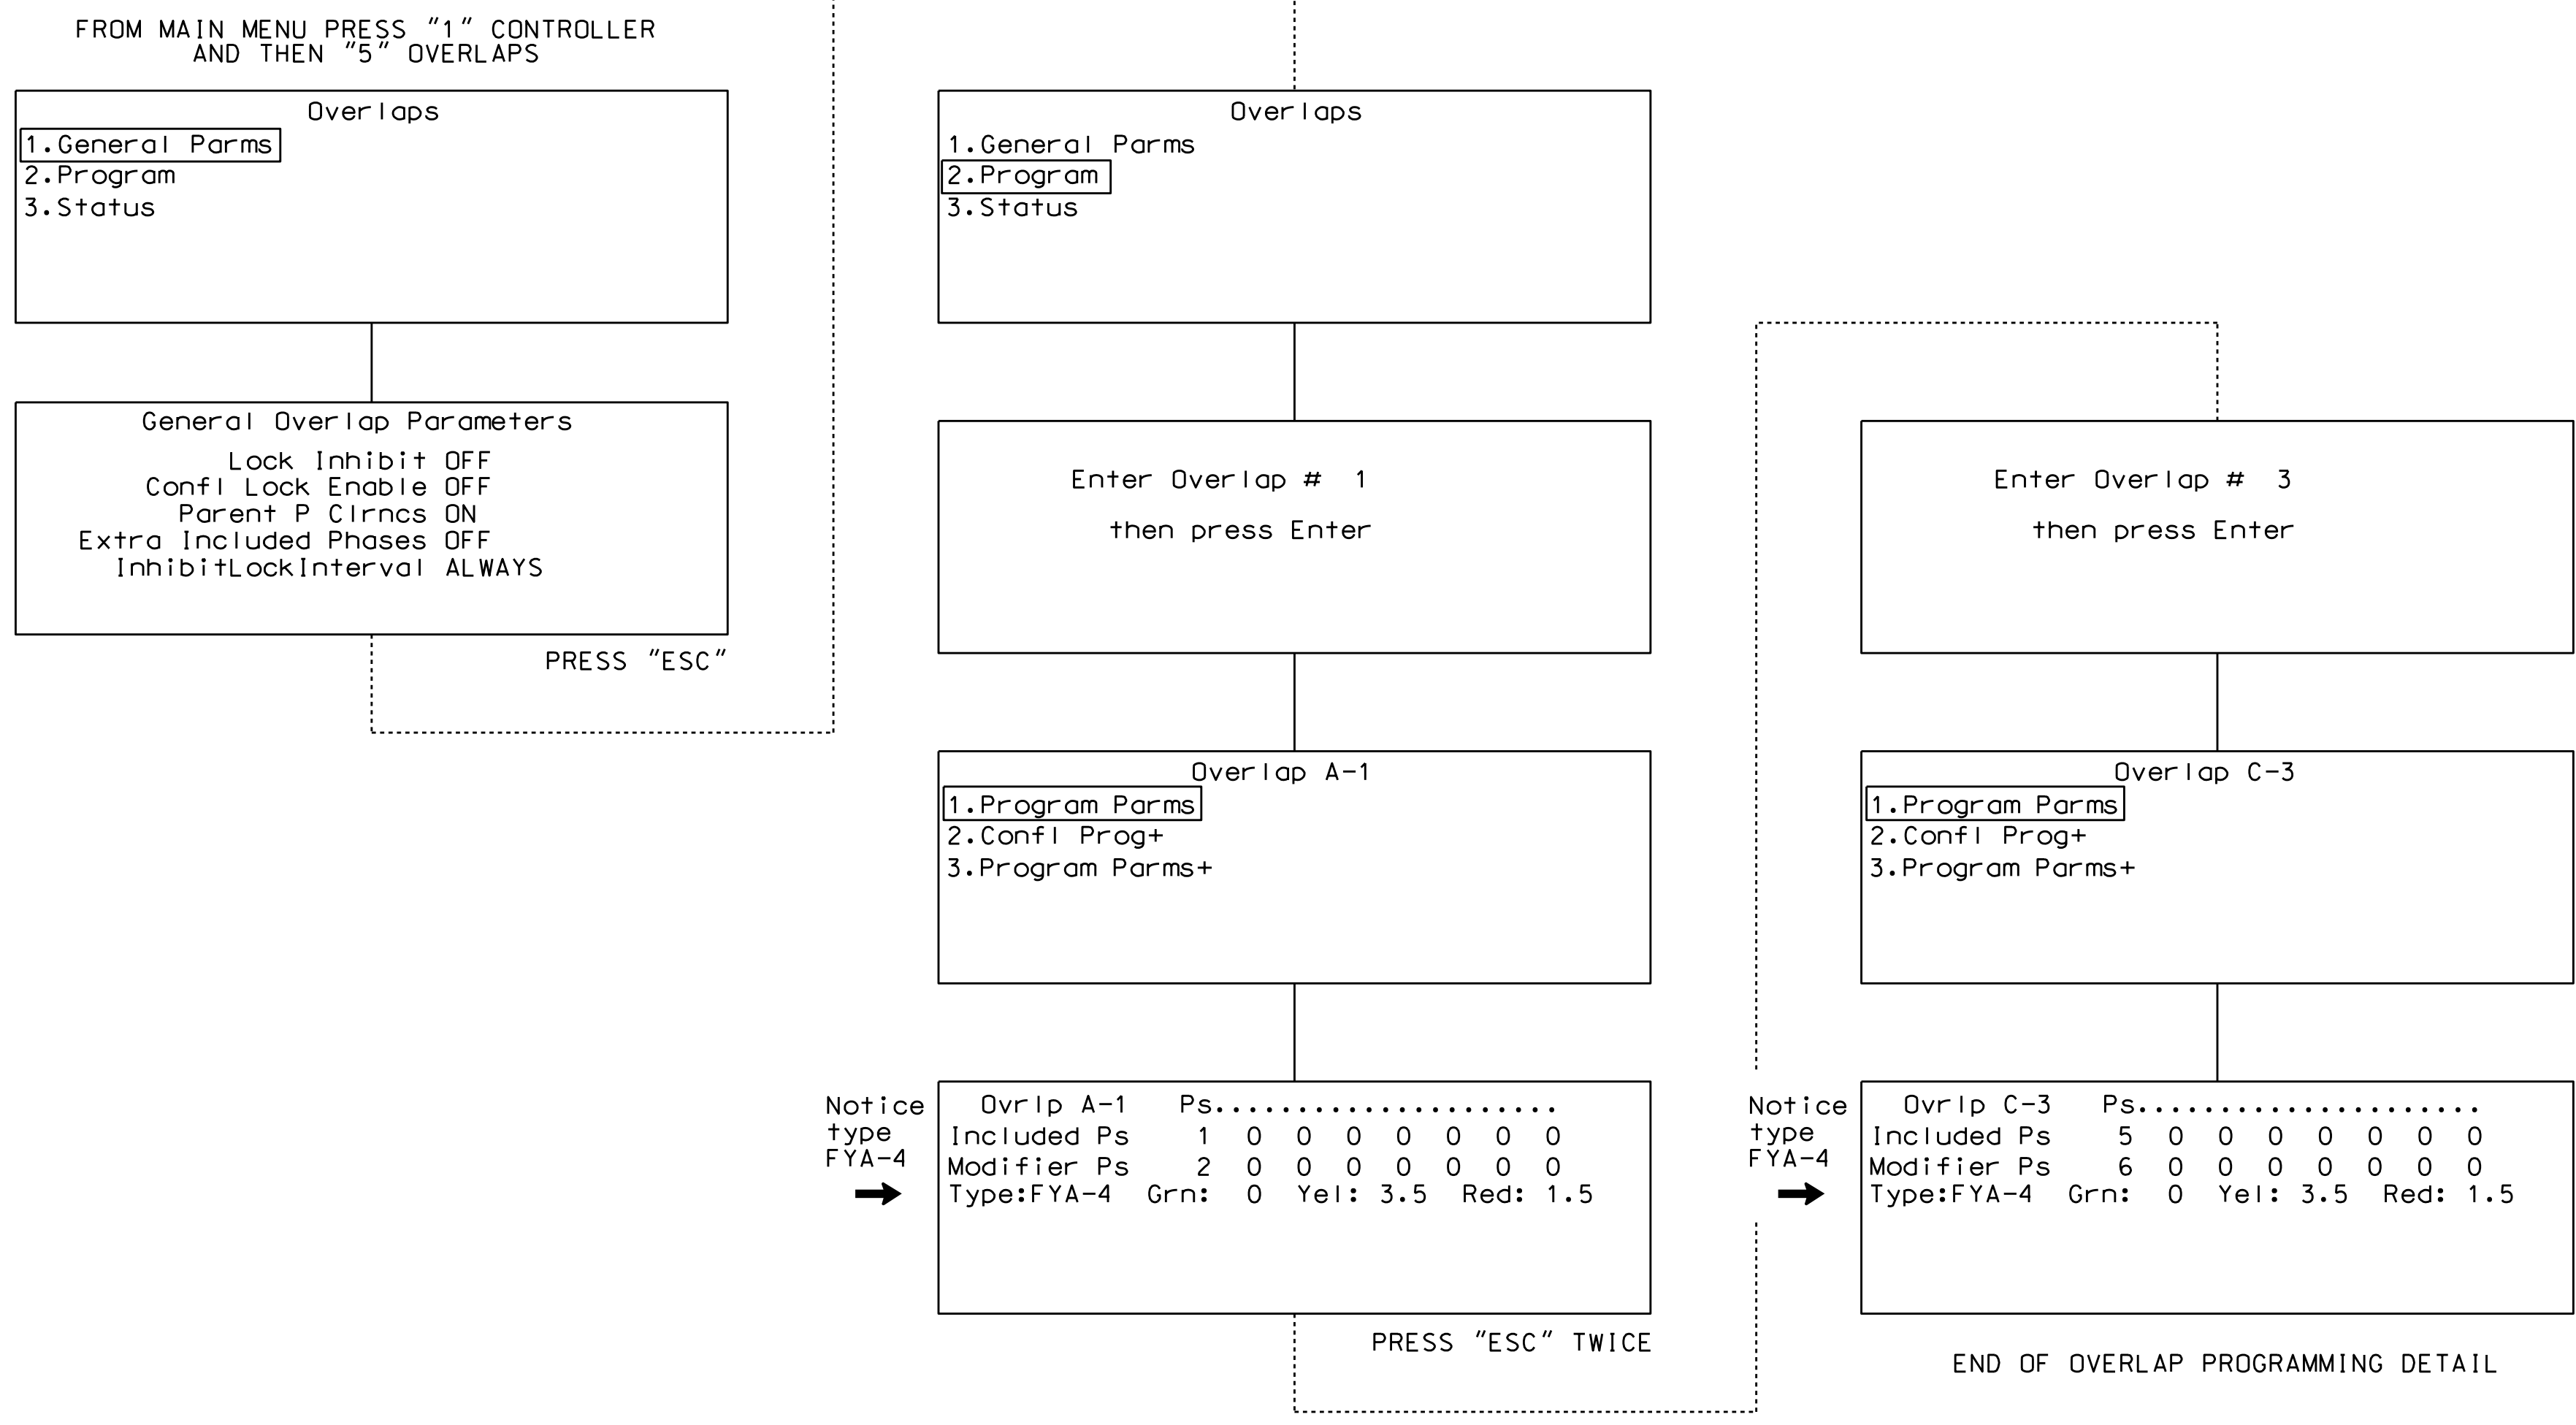 FROM MAIN MENU PRESS "1" CONTROLLER
AND THEN "5" OVERLAPS
Overlaps
1.General Parms
2.Program
3.Status
General Overlap Parameters
Lock Inhibit OFF
Confl Lock Enable OFF
Parent P Clrncs ON
Extra Included Phases OFF
InhibitLockInterval ALWAYS
PRESS "ESC"
Overlaps
1.General Parms
2.Program
3.Status
Enter Overlap # 1
then press Enter
Overlap A-1
1.Program Parms
2.Confl Prog+
3.Program Parms+
Notice
type
FYA-4
Ovrlp A-1 Ps.....................
Included Ps 1 0 0 0 0 0 0 0
Modifier Ps 2 0 0 0 0 0 0 0
Type:FYA-4 Grn: 0 Yel: 3.5 Red: 1.5
PRESS "ESC" TWICE
Enter Overlap # 3
then press Enter
Overlap C-3
1.Program Parms
2.Confl Prog+
3.Program Parms+
Notice
type
FYA-4
Ovrlp C-3 Ps.....................
Included Ps 5 0 0 0 0 0 0 0
Modifier Ps 6 0 0 0 0 0 0 0
Type:FYA-4 Grn: 0 Yel: 3.5 Red: 1.5
END OF OVERLAP PROGRAMMING DETAIL